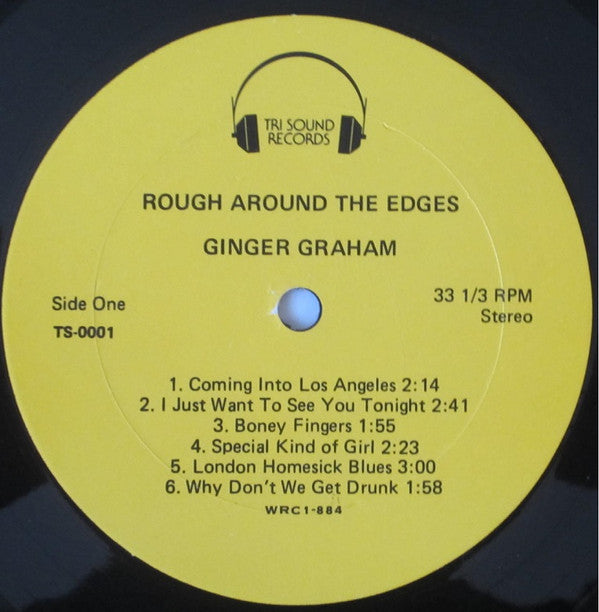 TRI SOUND
RECORDS
ROUGH AROUND THE EDGES
GINGER GRAHAM
Side One
TS-0001
33 1/3 RPM
Stereo
1. Coming Into Los Angeles 2:14
2. I Just Want To See You Tonight 2:41
3. Boney Fingers 1:55
4. Special Kind of Girl 2:23
5. London Homesick Blues 3:00
6. Why Don't We Get Drunk 1:58
WRC1-884